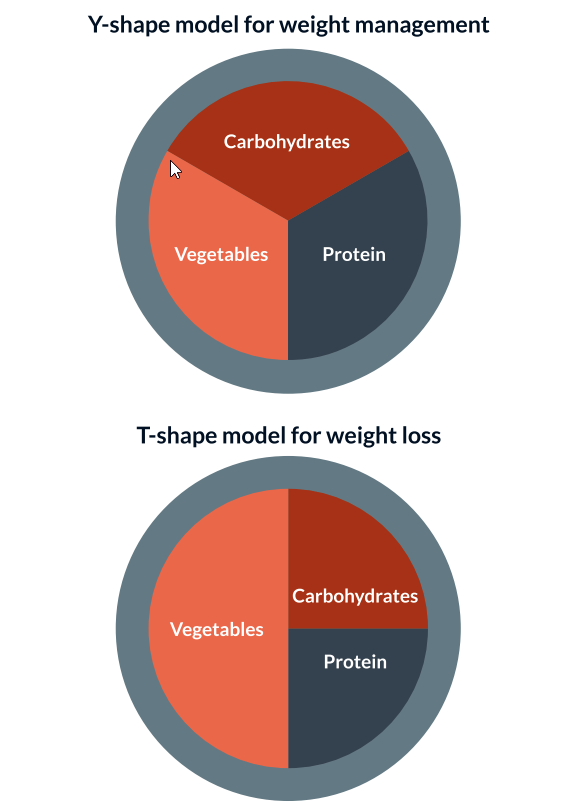 Y-shape model for weight management
Carbohydrates
Vegetables
Protein
T-shape model for weight loss
Carbohydrates
Vegetables
Protein